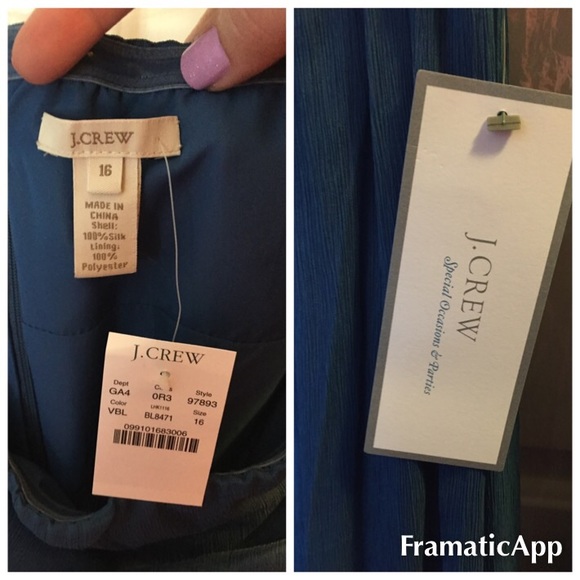 J.CREW
16
MADE IN
CHINA
Shell:
100%Silk
Lining:
100%
Polyester
J.CREW
Dept
GA4
0R3
Style
97893
Color
VBL
BL8471
Size
16
099101683006
J.CREW
Special Occasions & Parties
FramaticApp